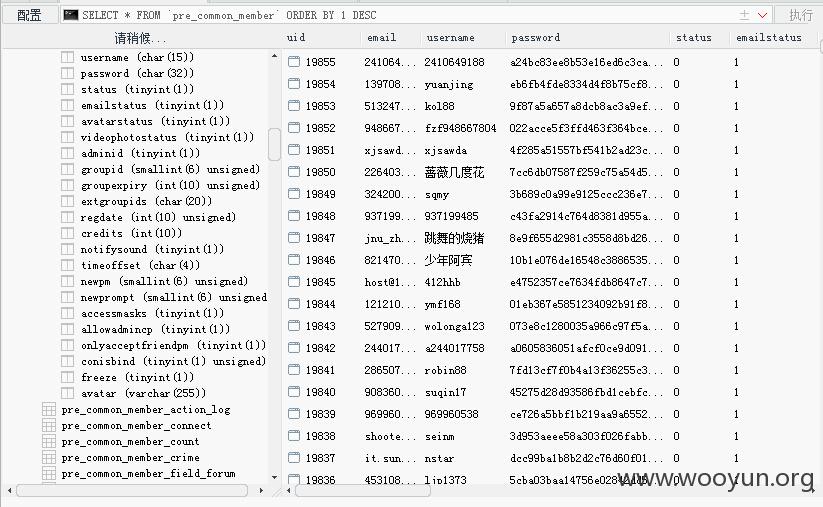 配置 SELECT * FROM `pre_common_member` ORDER BY 1 DESC 执行
请稍候...
username (char(15))
password (char(32))
status (tinyint(1))
emailstatus (tinyint(1))
avatarstatus (tinyint(1))
videophotostatus (tinyint(1))
adminid (tinyint(1))
groupid (smallint(6) unsigned)
groupexpiry (int(10) unsigned)
extgroupids (char(20))
regdate (int(10) unsigned)
credits (int(10))
notifysound (tinyint(1))
timeoffset (char(4))
newpm (smallint(6) unsigned)
newprompt (smallint(6) unsigned
accessmasks (tinyint(1))
allowadmincp (tinyint(1))
onlyacceptfriendpm (tinyint(1))
conisbind (tinyint(1) unsigned)
freeze (tinyint(1))
avatar (varchar(255))
pre_common_member_action_log
pre_common_member_connect
pre_common_member_count
pre_common_member_crime
pre_common_member_field_forum
uid email username password status emailstatus
19855 241064... 2410649188 a24bc83ee8b53e16ed6c3ca... 0 1
19854 139708... yuanjing eb6fb4fde8334d4f8b75cf8... 0 1
19853 513247... kol88 9f87a5a657a8dcb8ac3a9ef... 0 1
19852 948667... fzf948667804 022acce5f3ffd463f364bce... 0 1
19851 xjsawd... xjsawda 4f285a51557bf541b2ad23c... 0 1
19850 226403... 蔷薇几度花 7cc6db07587f259c75a54d5... 0 1
19849 324200... sqmy 3b689c0a99e9125ccc236e7... 0 1
19848 937199... 937199485 c43fa2914c764d8381d955a... 0 1
19847 jnu_zh... 跳舞的烧猪 8e9f655d2981c3558d8bd26... 0 1
19846 821470... 少年阿宾 10b1e076de16548c3886535... 0 1
19845 host@1... 412hhb e4752357ce7634fdb8647c7... 0 1
19844 121210... ymf168 01eb367e5851234092b91f8... 0 1
19843 527909... wolonga123 073e8c1280035a966c97f5a... 0 1
19842 244017... a244017758 a0605836051afcf0ce9d091... 0 1
19841 286507... robin88 7fd13cf7f0b4a13f36255c3... 0 1
19840 908360... suqin17 45275d28d93586fbd1cebfc... 0 1
19839 969960... 969960538 ce726a5bbf1b219aa9a6552... 0 1
19838 shoote... seinm 3d953aeee58a303f026fabb... 0 1
19837 it.sun... nstar dcc99ba1b8b2d2c76d60f01... 0 1
19836 453108... ljp1373 0 1
www.wooyun.org